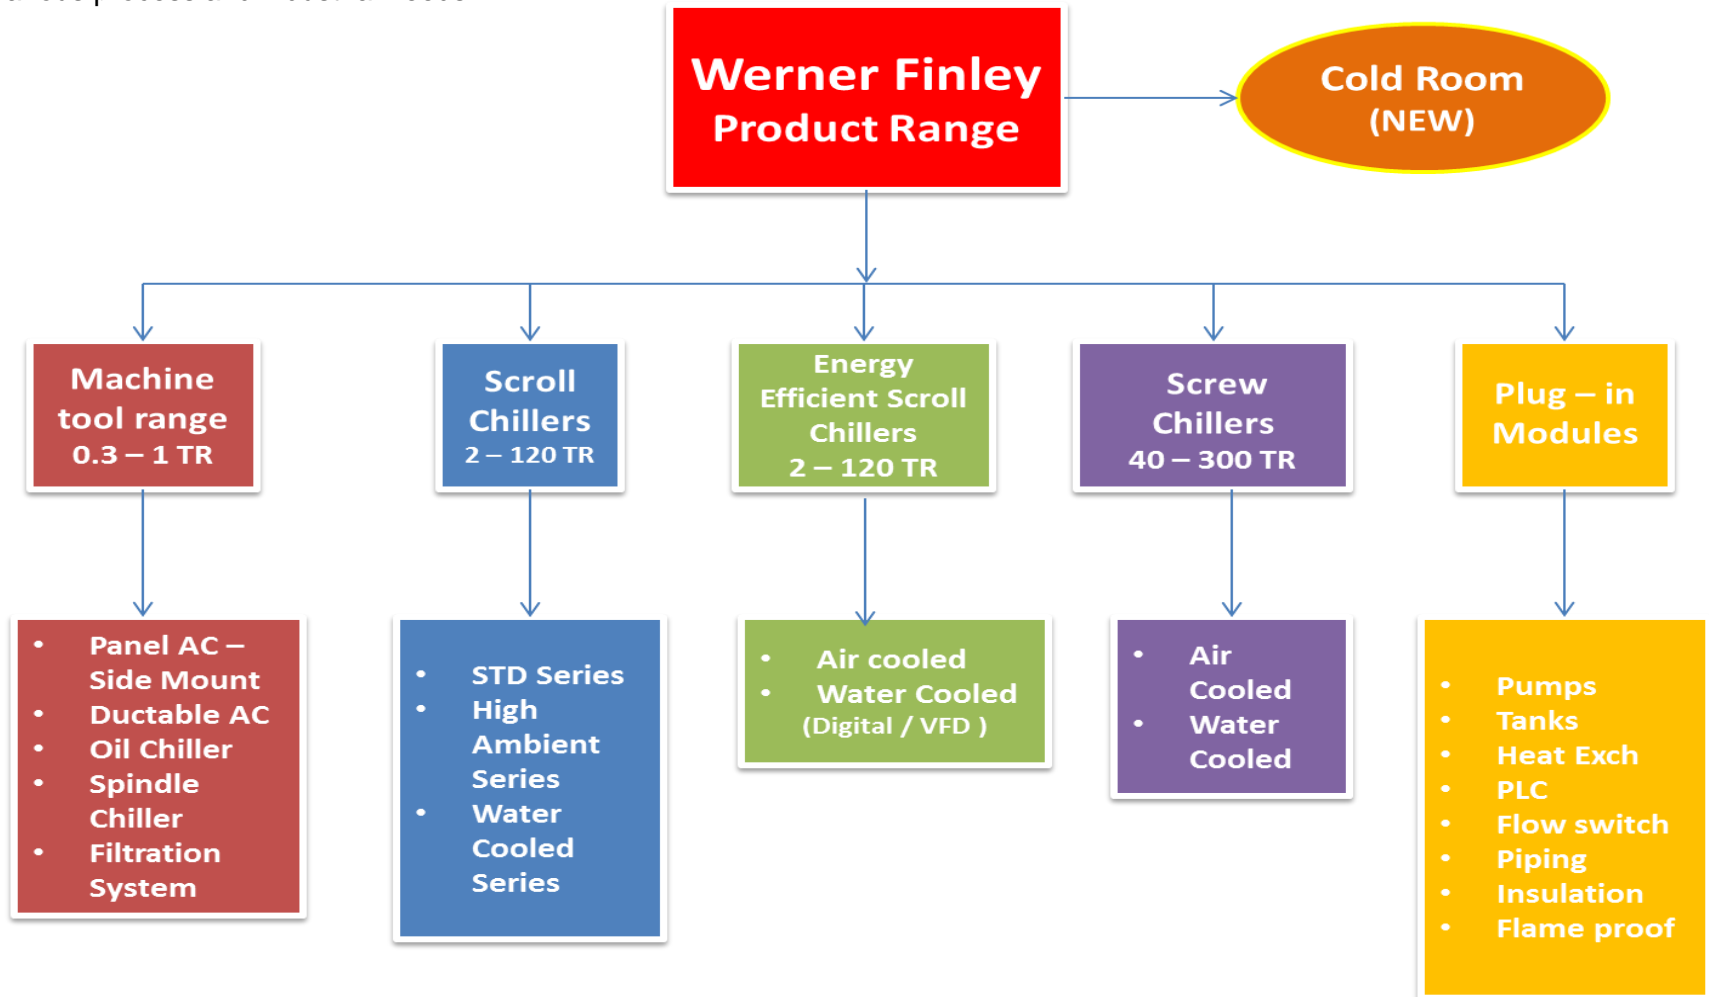 Werner Finley
Product Range
Cold Room
(NEW)
Machine
tool range
0.3 – 1 TR
Scroll
Chillers
2 – 120 TR
Energy
Efficient Scroll
Chillers
2 – 120 TR
Screw
Chillers
40 – 300 TR
Plug – in
Modules
• Panel AC –
Side Mount
• Ductable AC
• Oil Chiller
• Spindle
Chiller
• Filtration
System
• STD Series
• High
Ambient
Series
• Water
Cooled
Series
• Air cooled
• Water Cooled
(Digital / VFD )
• Air
Cooled
• Water
Cooled
• Pumps
• Tanks
• Heat Exch
• PLC
• Flow switch
• Piping
• Insulation
• Flame proof